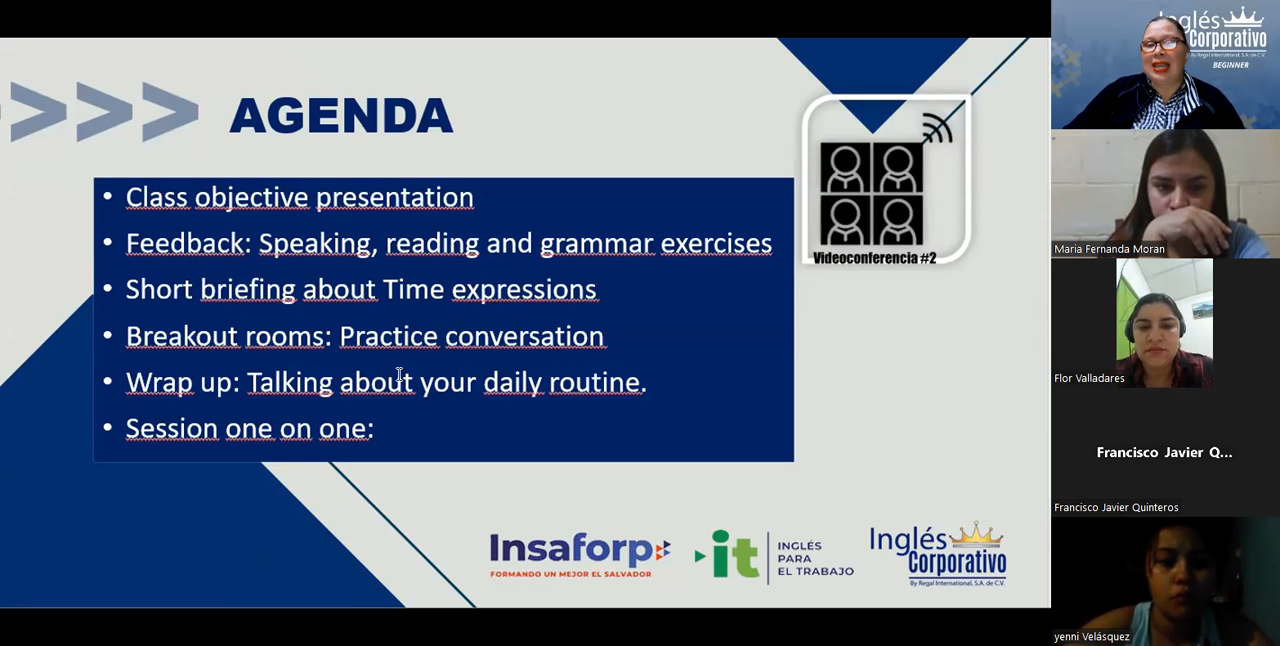 AGENDA
• Class objective presentation
• Feedback: Speaking, reading and grammar exercises
• Short briefing about Time expressions
• Breakout rooms: Practice conversation
• Wrap up: Talking about your daily routine.
• Session one on one:
Videoconferencia #2
Insaforp
FORMANDO UN MEJOR EL SALVADOR
it
INGLÉS
PARA
EL TRABAJO
Inglés
Corporativo
By Regal International, S.A. de C.V.
Inglés
Corporativo
By Regal International, S.A. de C.V.
BEGINNER
Maria Fernanda Moran
Flor Valladares
Francisco Javier Q...
Francisco Javier Quinteros
yenni Velásquez